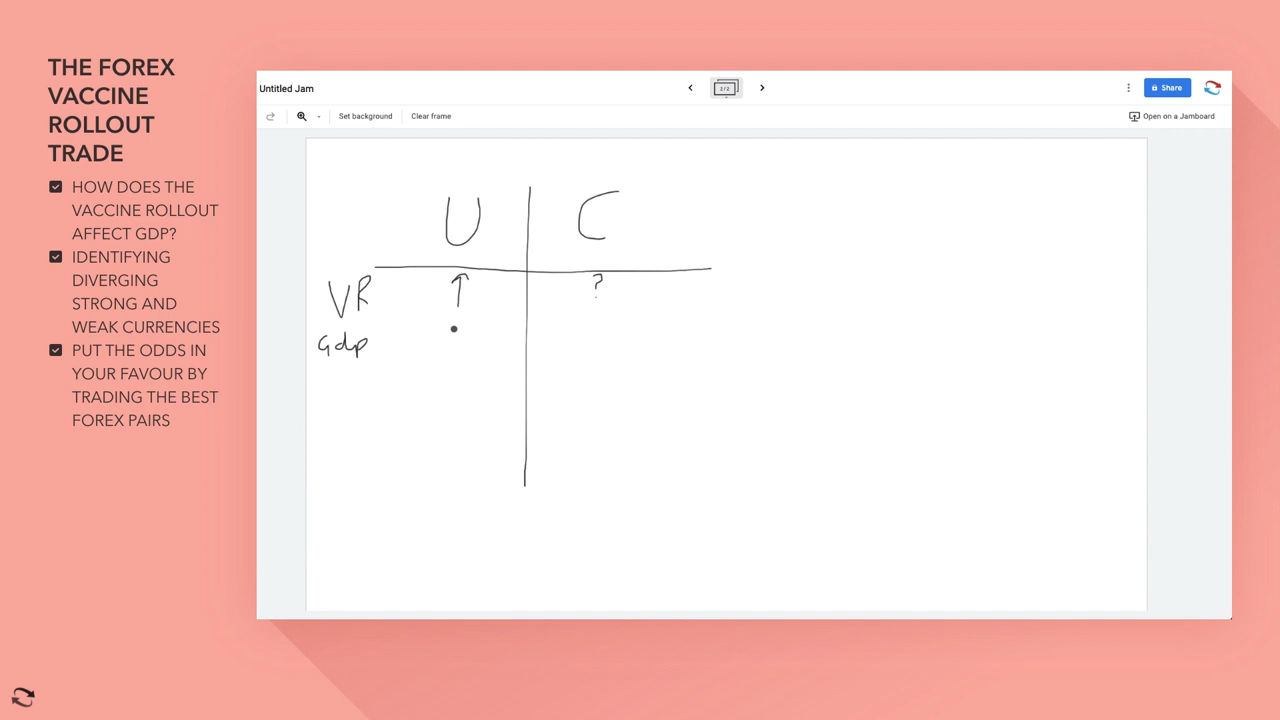 THE FOREX
VACCINE
ROLLOUT
TRADE
HOW DOES THE
VACCINE ROLLOUT
AFFECT GDP?
IDENTIFYING
DIVERGING
STRONG AND
WEAK CURRENCIES
PUT THE ODDS IN
YOUR FAVOUR BY
TRADING THE BEST
FOREX PAIRS
Untitled Jam
2/2
Share
Set background
Clear frame
Open on a Jamboard
U C
VR ↑ ?
Gdp